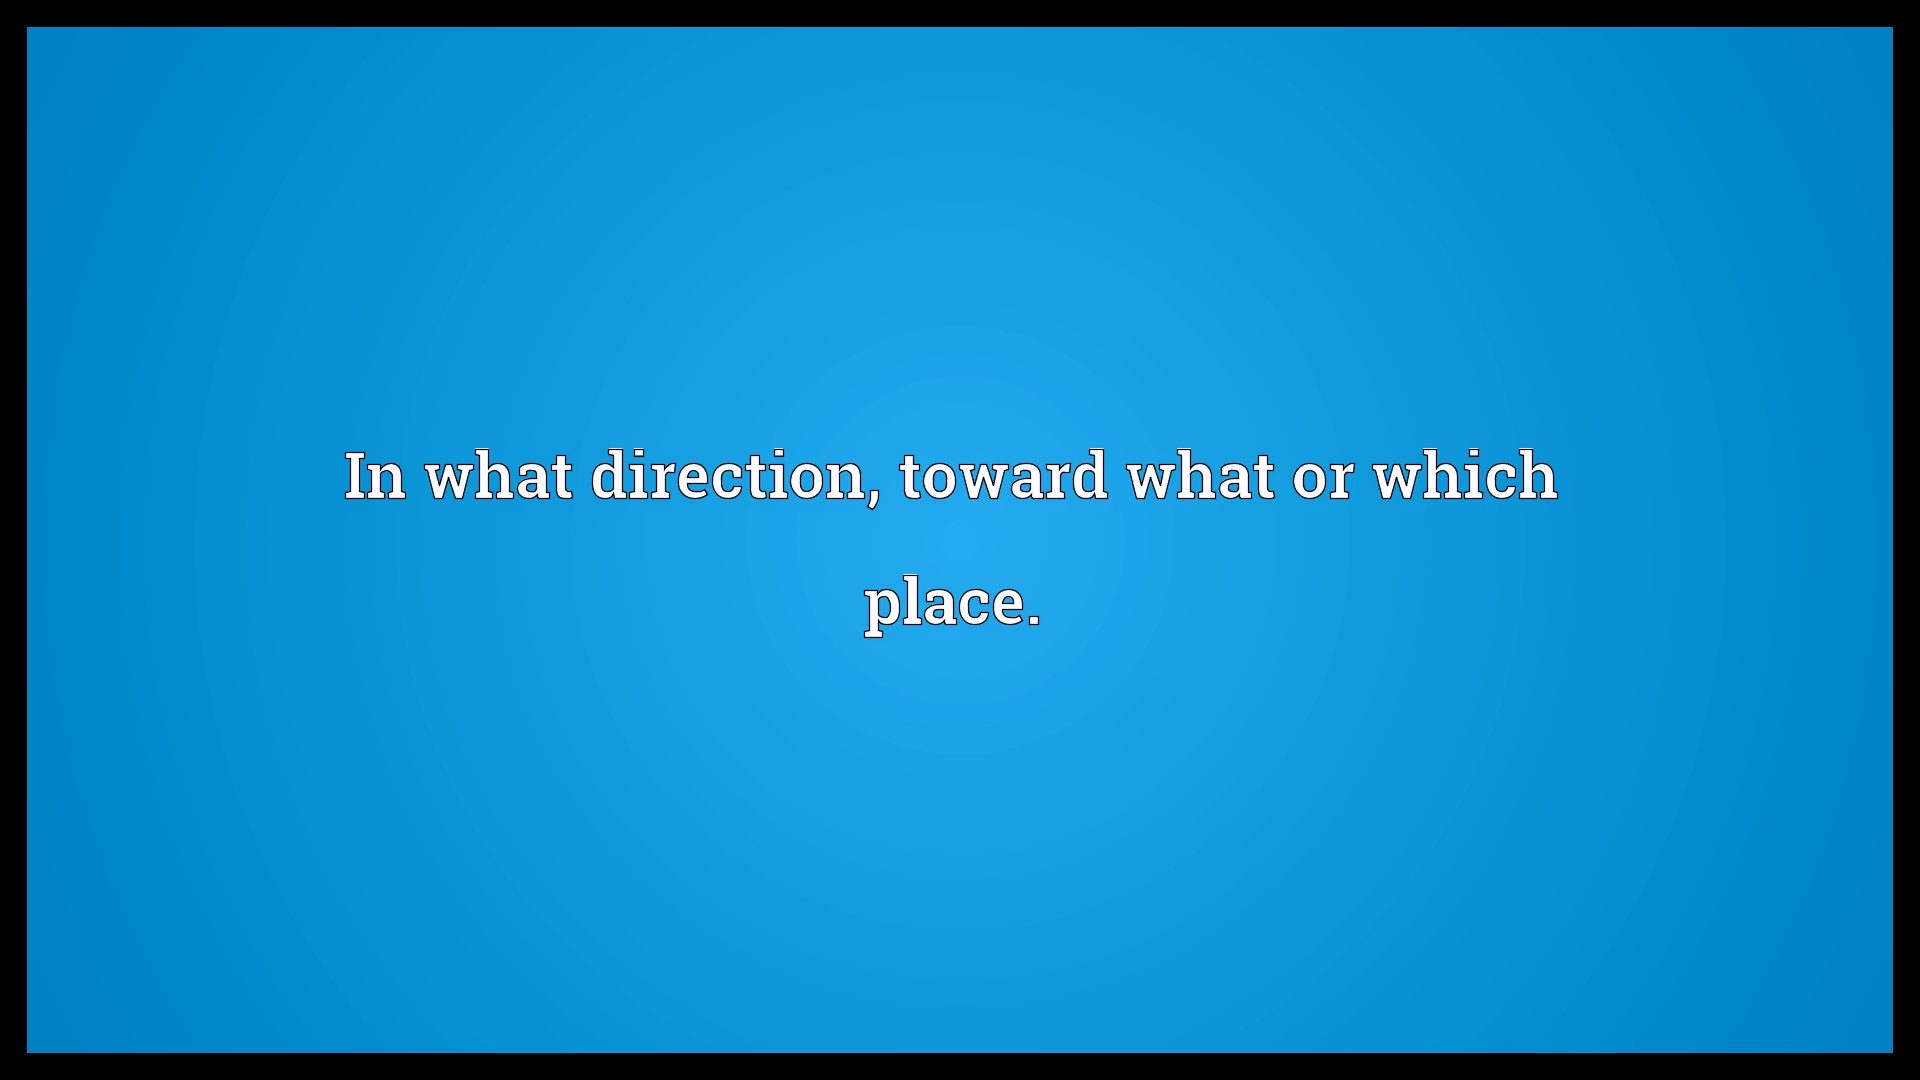 In what direction, toward what or which
place.